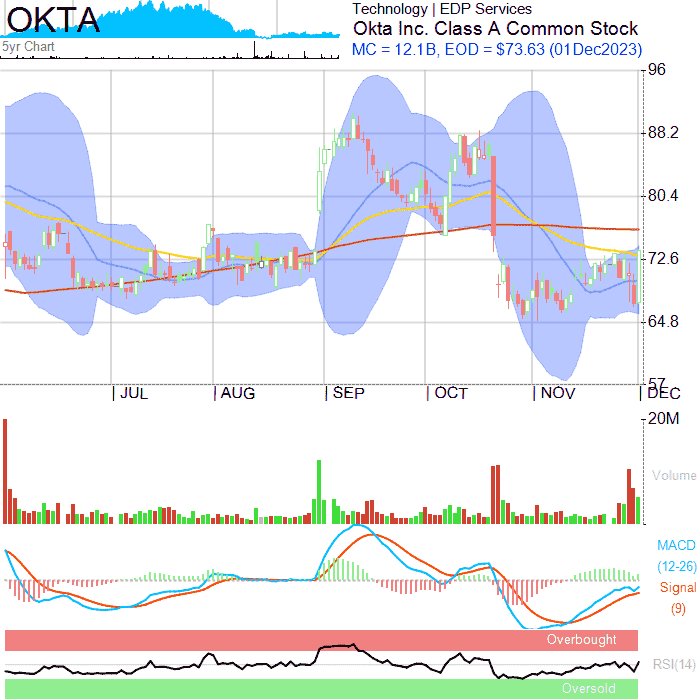 OKTA
5yr Chart
Technology | EDP Services
Okta Inc. Class A Common Stock
MC = 12.1B, EOD = $73.63 (01Dec2023)
96
88.2
80.4
72.6
64.8
57
JUL AUG SEP OCT NOV DEC
20M
Volume
MACD
(12-26)
Signal
(9)
Overbought
RSI(14)
Oversold